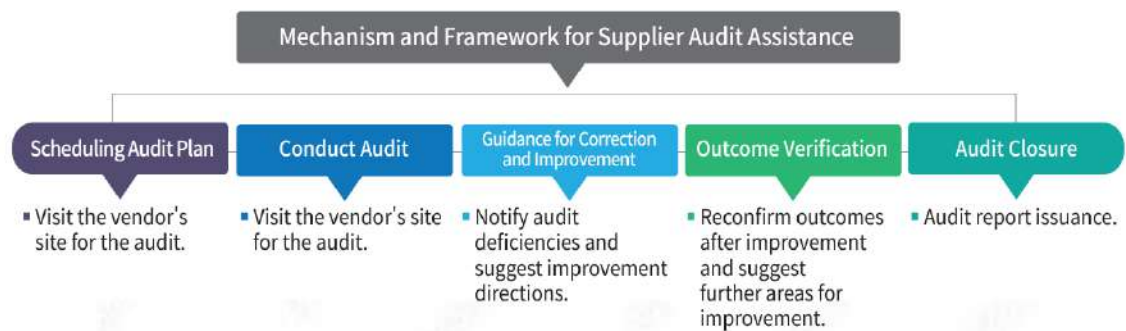 Mechanism and Framework for Supplier Audit Assistance
Scheduling Audit Plan
▪ Visit the vendor's
site for the audit.
Conduct Audit
▪ Visit the vendor's site
for the audit.
Guidance for Correction
and Improvement
▪ Notify audit
deficiencies and
suggest improvement
directions.
Outcome Verification
▪ Reconfirm outcomes
after improvement
and suggest
further areas for
improvement.
Audit Closure
▪ Audit report issuance.